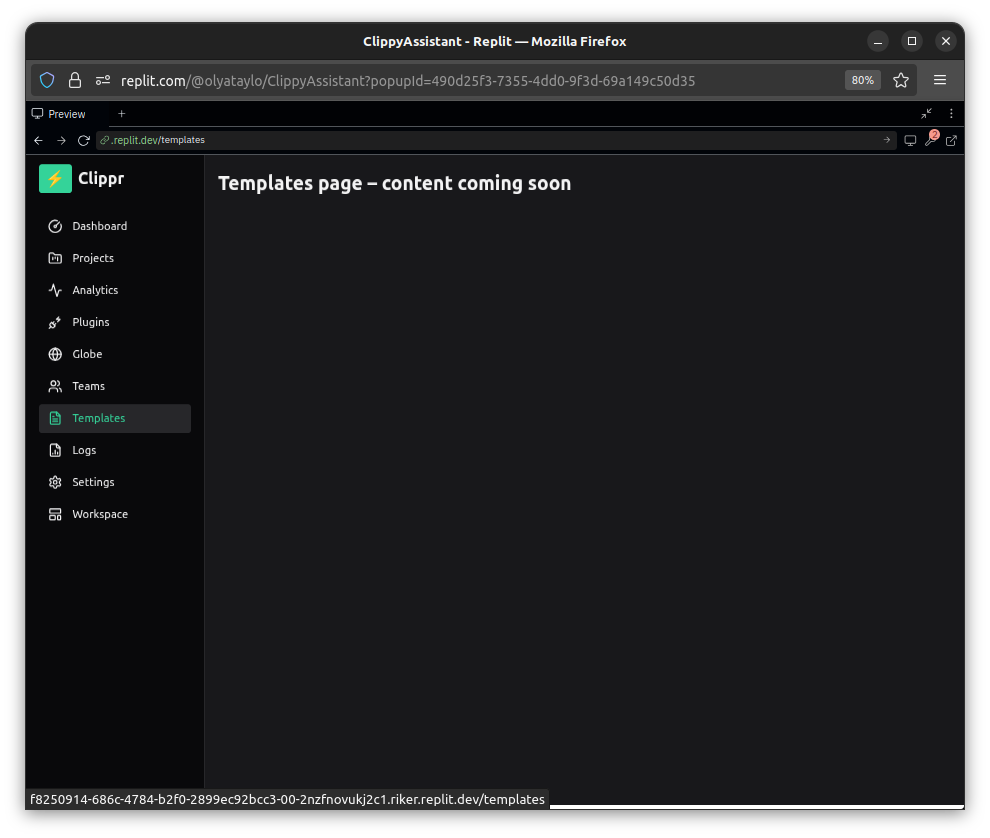 ClippyAssistant - Replit — Mozilla Firefox
replit.com/@olyataylo/ClippyAssistant?popupId=490d25f3-7355-4dd0-9f3d-69a149c50d35
80%
Preview
.replit.dev/templates
2
Clippr
Templates page – content coming soon
Dashboard
Projects
Analytics
Plugins
Globe
Teams
Templates
Logs
Settings
Workspace
f8250914-686c-4784-b2f0-2899ec92bcc3-00-2nzfnovukj2c1.riker.replit.dev/templates